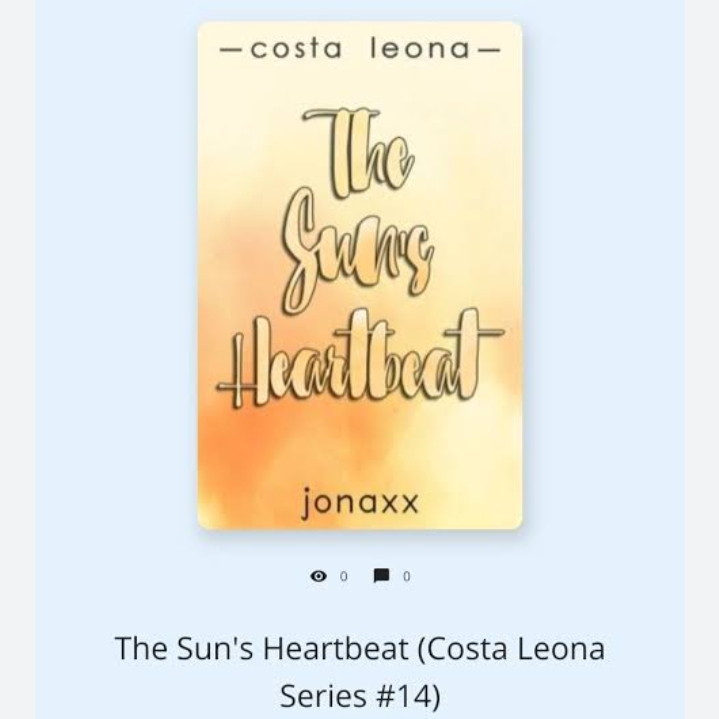 —costa leona—
The
Sun's
Heartbeat
jonaxx
0 0
The Sun's Heartbeat (Costa Leona
Series #14)